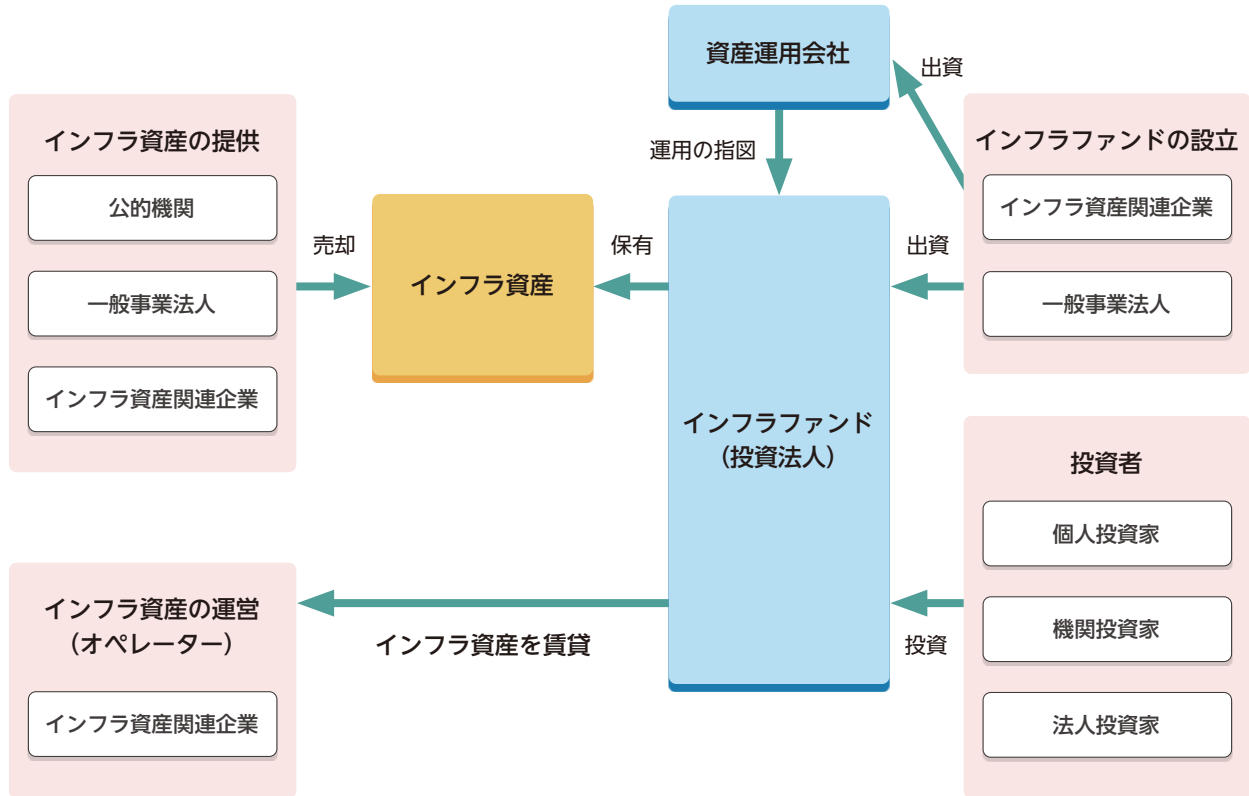 資産運用会社
出資
運用の指図
インフラ資産の提供
公的機関
一般事業法人
インフラ資産関連企業
売却
インフラ資産
保有
インフラファンド
（投資法人）
インフラファンドの設立
インフラ資産関連企業
一般事業法人
出資
投資者
個人投資家
機関投資家
法人投資家
投資
インフラ資産の運営
（オペレーター）
インフラ資産関連企業
インフラ資産を賃貸